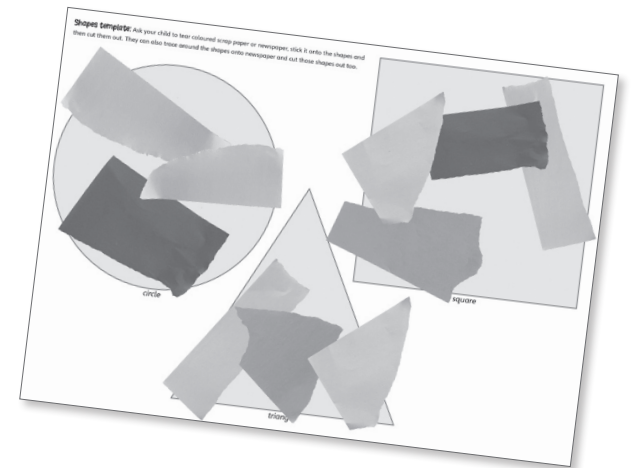 Shapes template: Ask your child to tear coloured scrap paper or newspaper, stick it onto the shapes and
then cut them out. They can also trace around the shapes onto newspaper and cut those shapes out too.
circle
square
triang